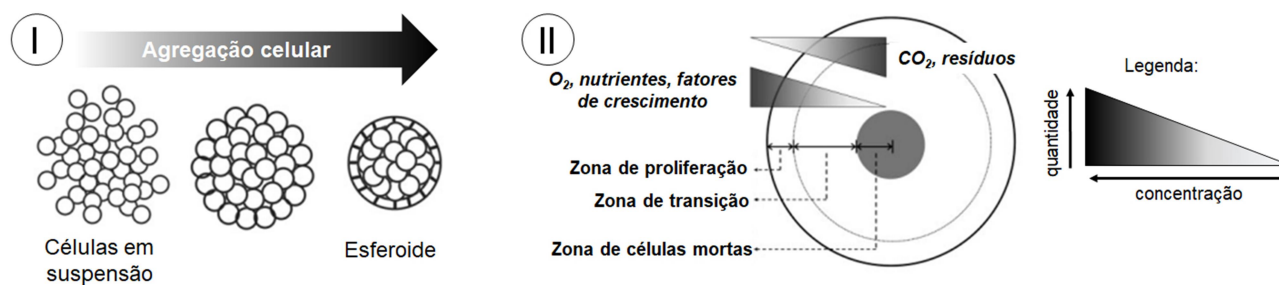 I
Agregação celular
Células em
suspensão
Esferoide
II
CO₂, resíduos
O₂, nutrientes, fatores
de crescimento
Zona de proliferação
Zona de transição
Zona de células mortas
Legenda:
quantidade
concentração